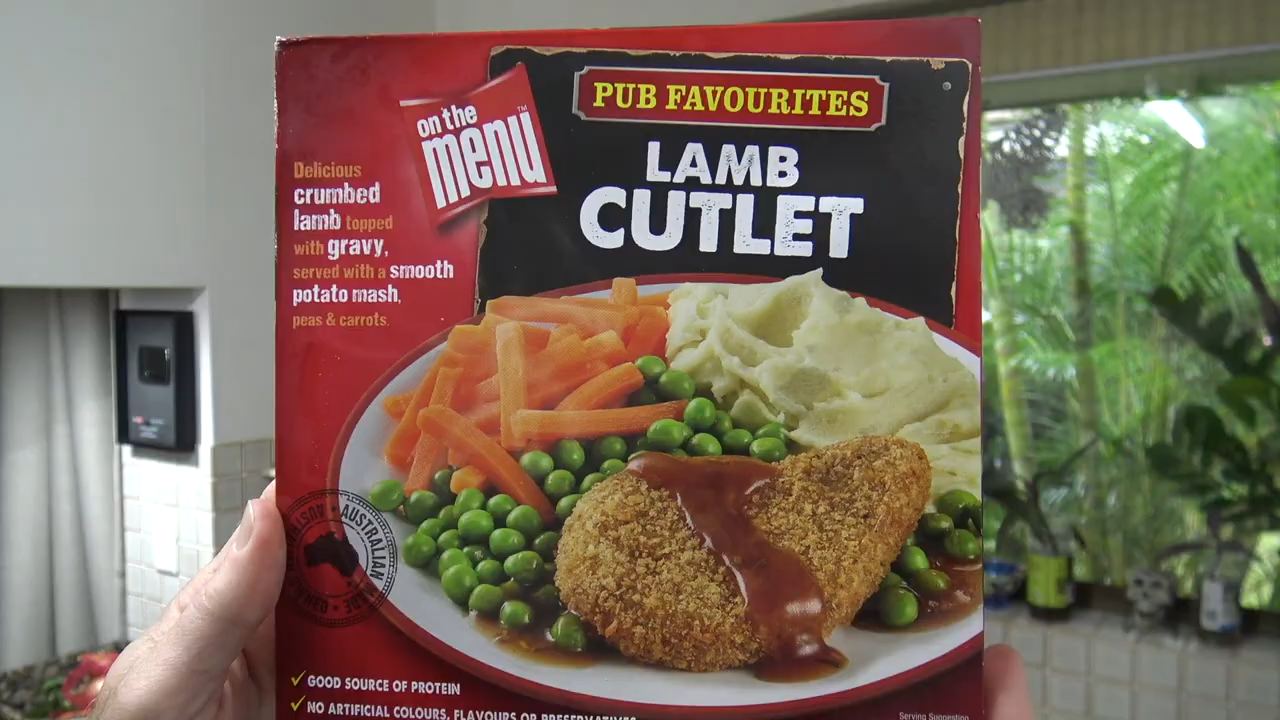 PUB FAVOURITES
on the
menu™
LAMB
CUTLET
Delicious
crumbed
lamb topped
with gravy,
served with a smooth
potato mash,
peas & carrots.
AUSTRALIAN
✓ GOOD SOURCE OF PROTEIN
✓ NO ARTIFICIAL COLOURS, FLAVOURS OR PRESERVATIVES
Serving Suggestion